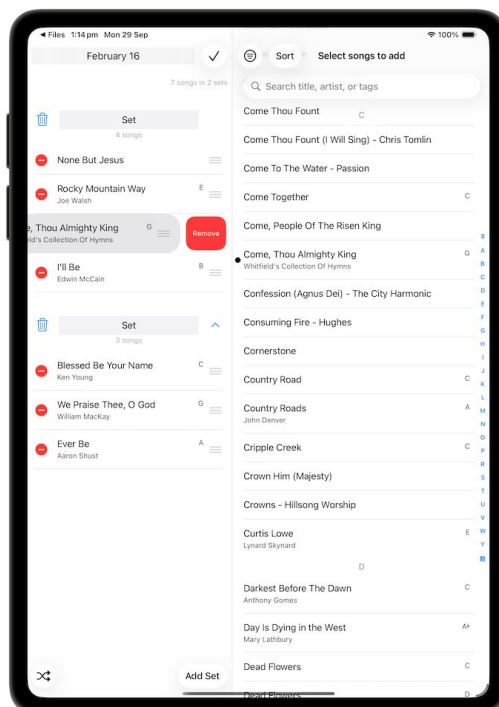 Files 1:14 pm Mon 29 Sep
100%
February 16
7 songs in 2 sets
Set
4 songs
None But Jesus
Rocky Mountain Way E
Joe Walsh
e, Thou Almighty King G
Remove
eld's Collection Of Hymns
I'll Be B
Edwin McCain
Set
3 songs
Blessed Be Your Name C
Ken Young
We Praise Thee, O God G
William MacKay
Ever Be A
Aaron Shust
Add Set
Sort
Select songs to add
Search title, artist, or tags
Come Thou Fount
C
Come Thou Fount (I Will Sing) - Chris Tomlin
Come To The Water - Passion
Come Together C
Come, People Of The Risen King
Come, Thou Almighty King G
Whitfield's Collection Of Hymns
Confession (Agnus Dei) - The City Harmonic
Consuming Fire - Hughes
Cornerstone
Country Road C
Country Roads A
John Denver
Cripple Creek C
Crown Him (Majesty)
Crowns - Hillsong Worship
Curtis Lowe E
Lynard Skynard
D
Darkest Before The Dawn C
Anthony Gomes
Day Is Dying in the West
Mary Lathbury
Dead Flowers C
Dead Flowers D
A
B
C
D
E
F
G
H
I
J
K
L
M
N
O
P
R
S
T
U
V
W
Y